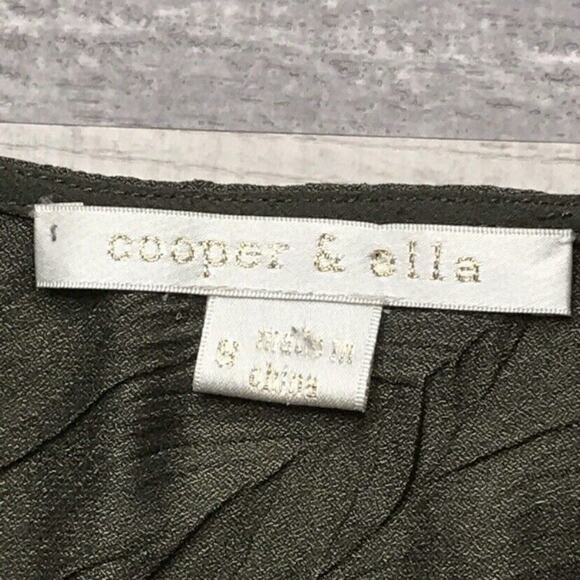 cooper & ella
made in
china